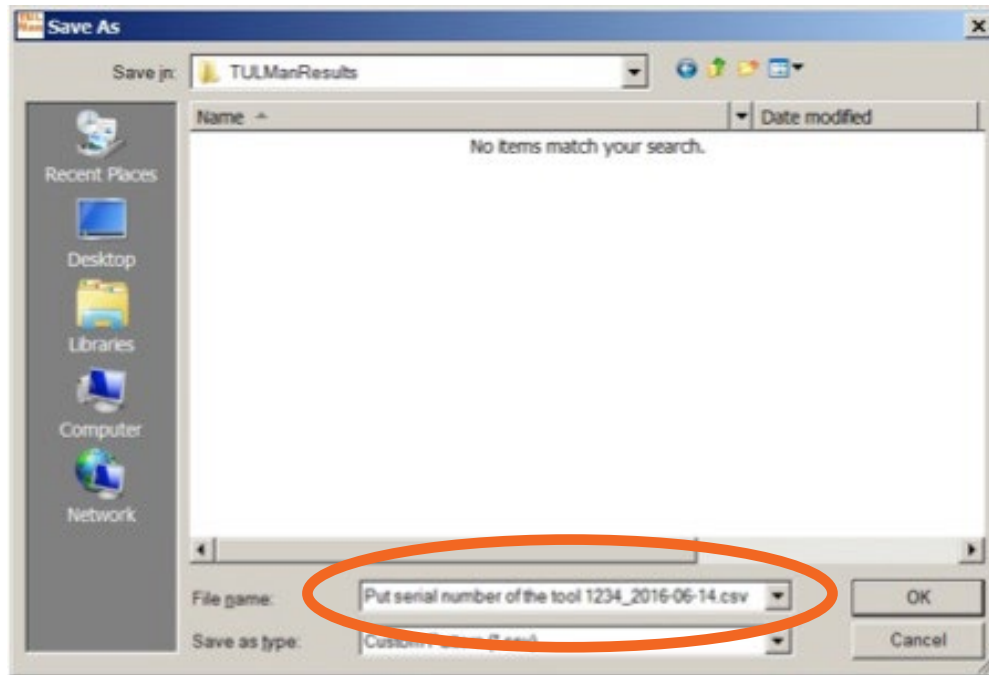 Save As
Save in: TULManResults
Name Date modified
No items match your search.
Recent Places
Desktop
Libraries
Computer
Network
File name: Put serial number of the tool 1234_2016-06-14.csv OK
Save as type: Cancel